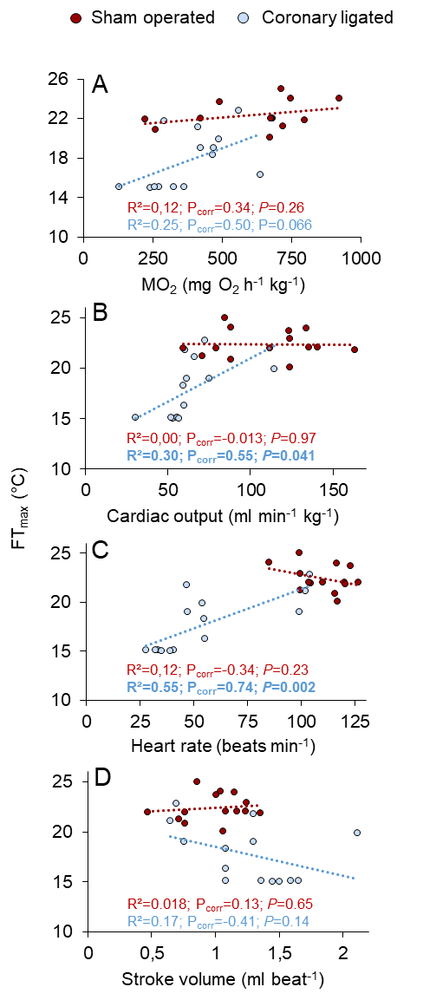 Sham operated Coronary ligated
A
26
22
18
14
10
R²=0,12; Pcorr=0.34; P=0.26
R²=0.25; Pcorr=0.50; P=0.066
0 250 500 750 1000
MO₂ (mg O₂ h⁻¹ kg⁻¹)
B
25
20
15
10
R²=0,00; Pcorr=-0.013; P=0.97
R²=0.30; Pcorr=0.55; P=0.041
0 50 100 150
Cardiac output (ml min⁻¹ kg⁻¹)
FTmax (°C)
C
25
20
15
10
R²=0,12; Pcorr=-0.34; P=0.23
R²=0.55; Pcorr=0.74; P=0.002
0 25 50 75 100 125
Heart rate (beats min⁻¹)
D
25
20
15
10
R²=0.018; Pcorr=0.13; P=0.65
R²=0.17; Pcorr=-0.41; P=0.14
0 0,5 1 1,5 2
Stroke volume (ml beat⁻¹)